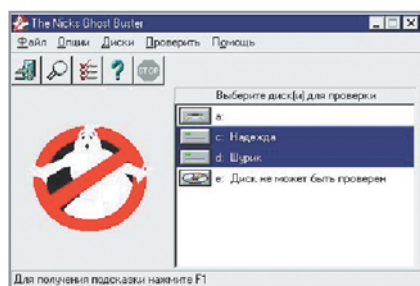 The Nicks Ghost Buster
Файл Опции Диски Проверить Помощь
STOP
Выберите диск(и) для проверки
a:
c: Надежда
d: Шурик
e: Диск не может быть проверен
Для получения подсказки нажмите F1